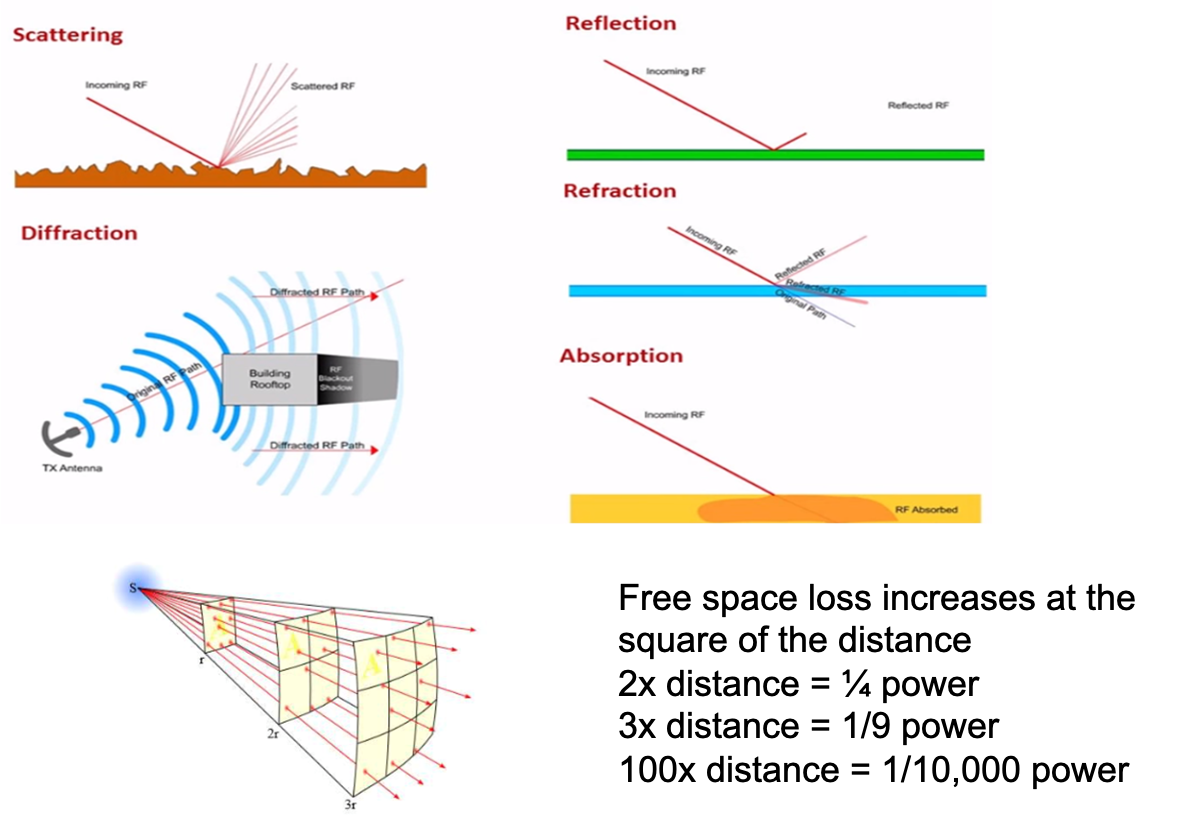 Scattering
Incoming RF
Scattered RF
Diffraction
Diffracted RF Path
Original RF Path
Building
Rooftop
RF
Blackout
Shadow
Diffracted RF Path
TX Antenna
Reflection
Incoming RF
Reflected RF
Refraction
Incoming RF
Reflected RF
Refracted RF
Original Path
Absorption
Incoming RF
RF Absorbed
S
A
A
A
r
2r
3r
Free space loss increases at the
square of the distance
2x distance = ¼ power
3x distance = 1/9 power
100x distance = 1/10,000 power